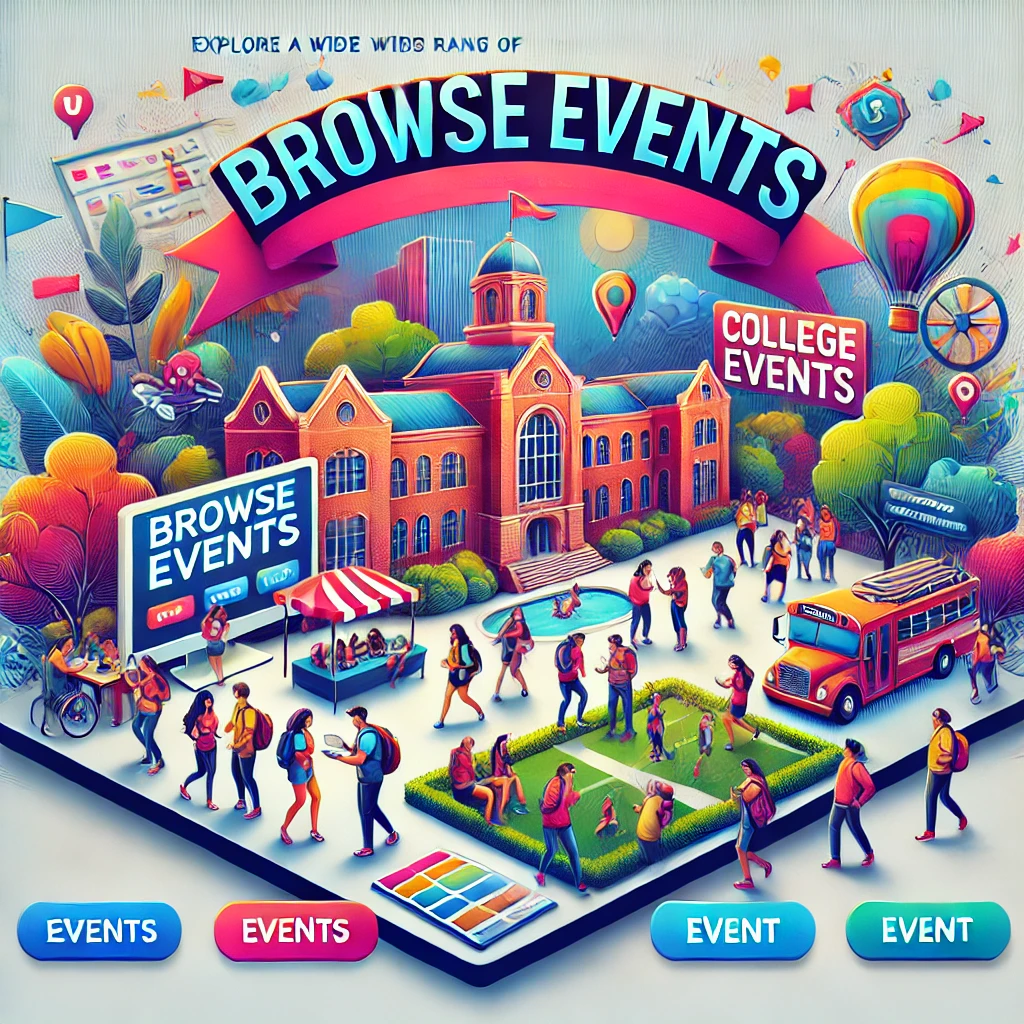 EXPLORE A WIDE WIDS RANG OF
BROWSE EVENTS
U
S
COLLEGE
EVENTS
BROWSE
EVENTS
EVENTS
EVENTS
EVENT
EVENT